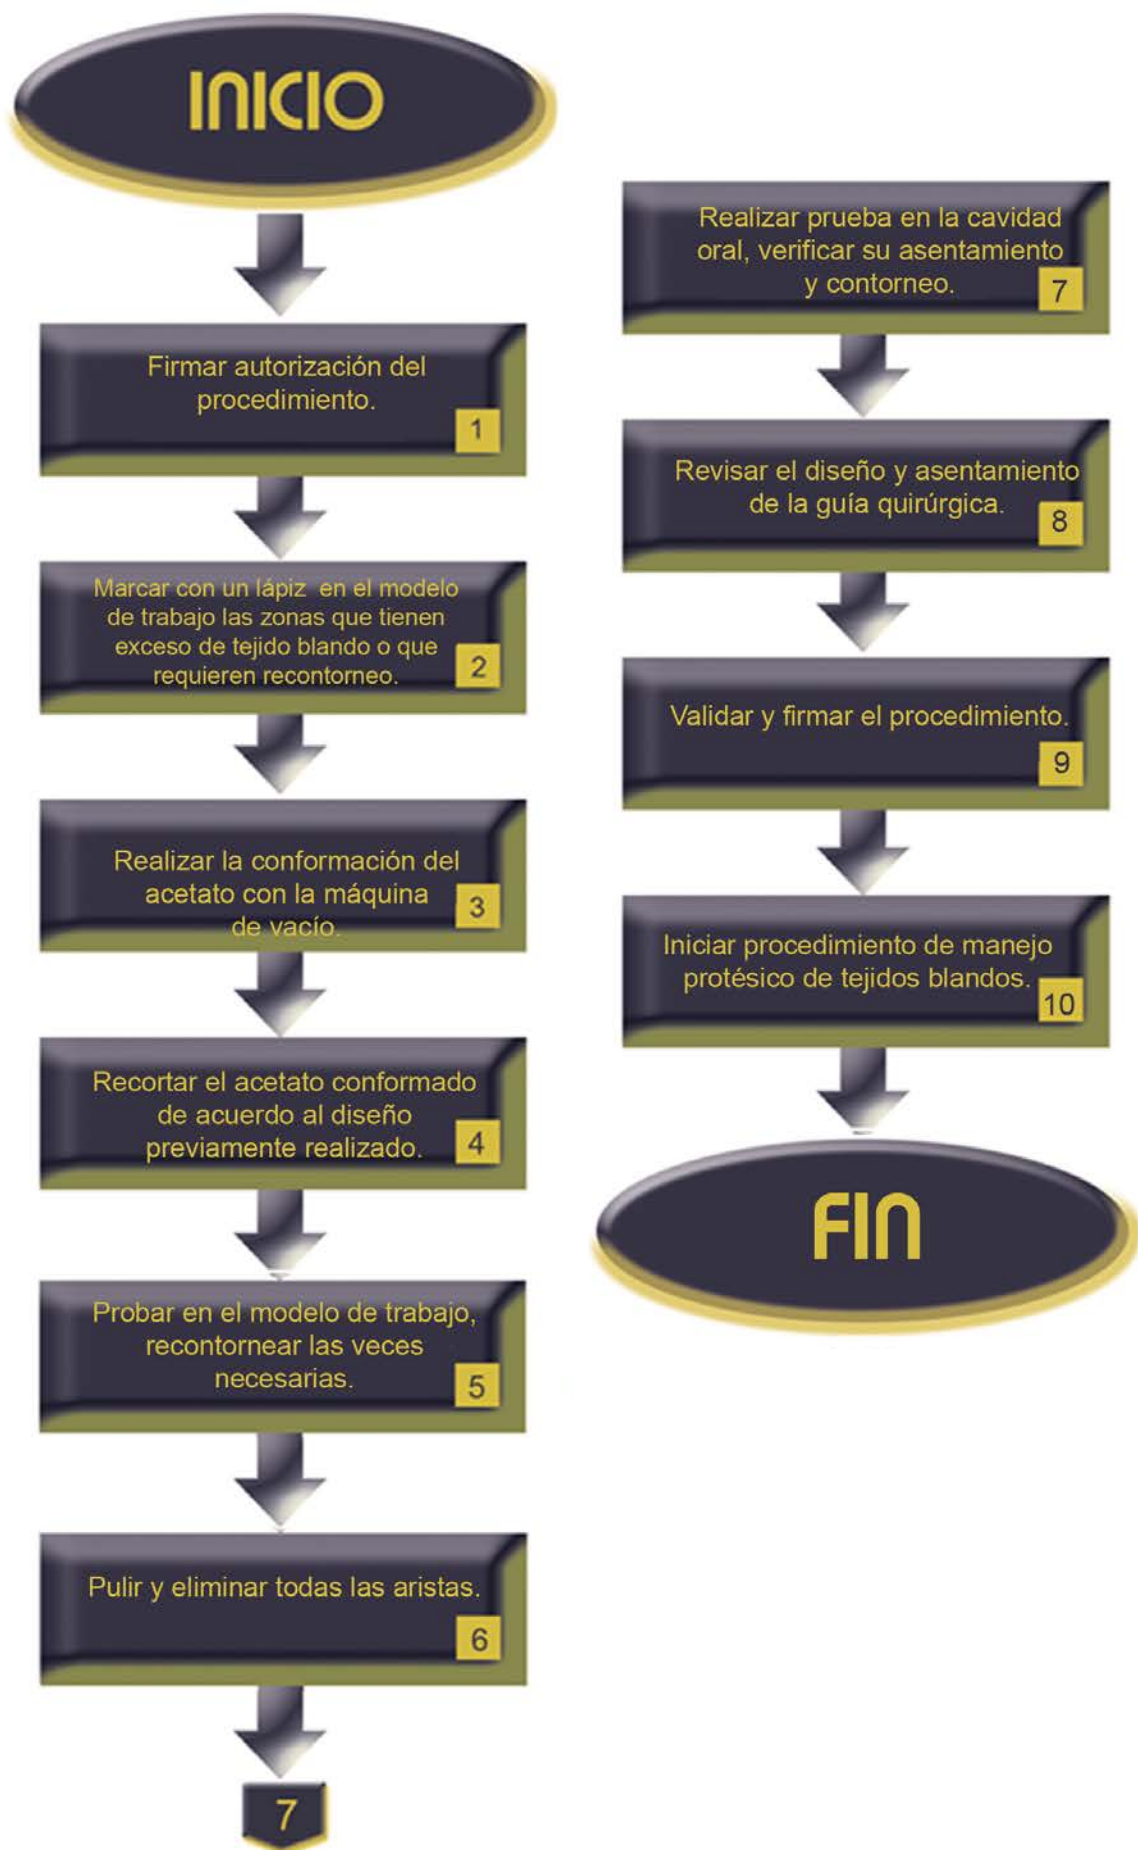 INICIO
Firmar autorización del
procedimiento.
1
Marcar con un lápiz en el modelo
de trabajo las zonas que tienen
exceso de tejido blando o que
requieren recontorneo.
2
Realizar la conformación del
acetato con la máquina
de vacío.
3
Recortar el acetato conformado
de acuerdo al diseño
previamente realizado.
4
Probar en el modelo de trabajo,
recontornear las veces
necesarias.
5
Pulir y eliminar todas las aristas.
6
7
Realizar prueba en la cavidad
oral, verificar su asentamiento
y contorneo.
7
Revisar el diseño y asentamiento
de la guía quirúrgica.
8
Validar y firmar el procedimiento.
9
Iniciar procedimiento de manejo
protésico de tejidos blandos.
10
FIN